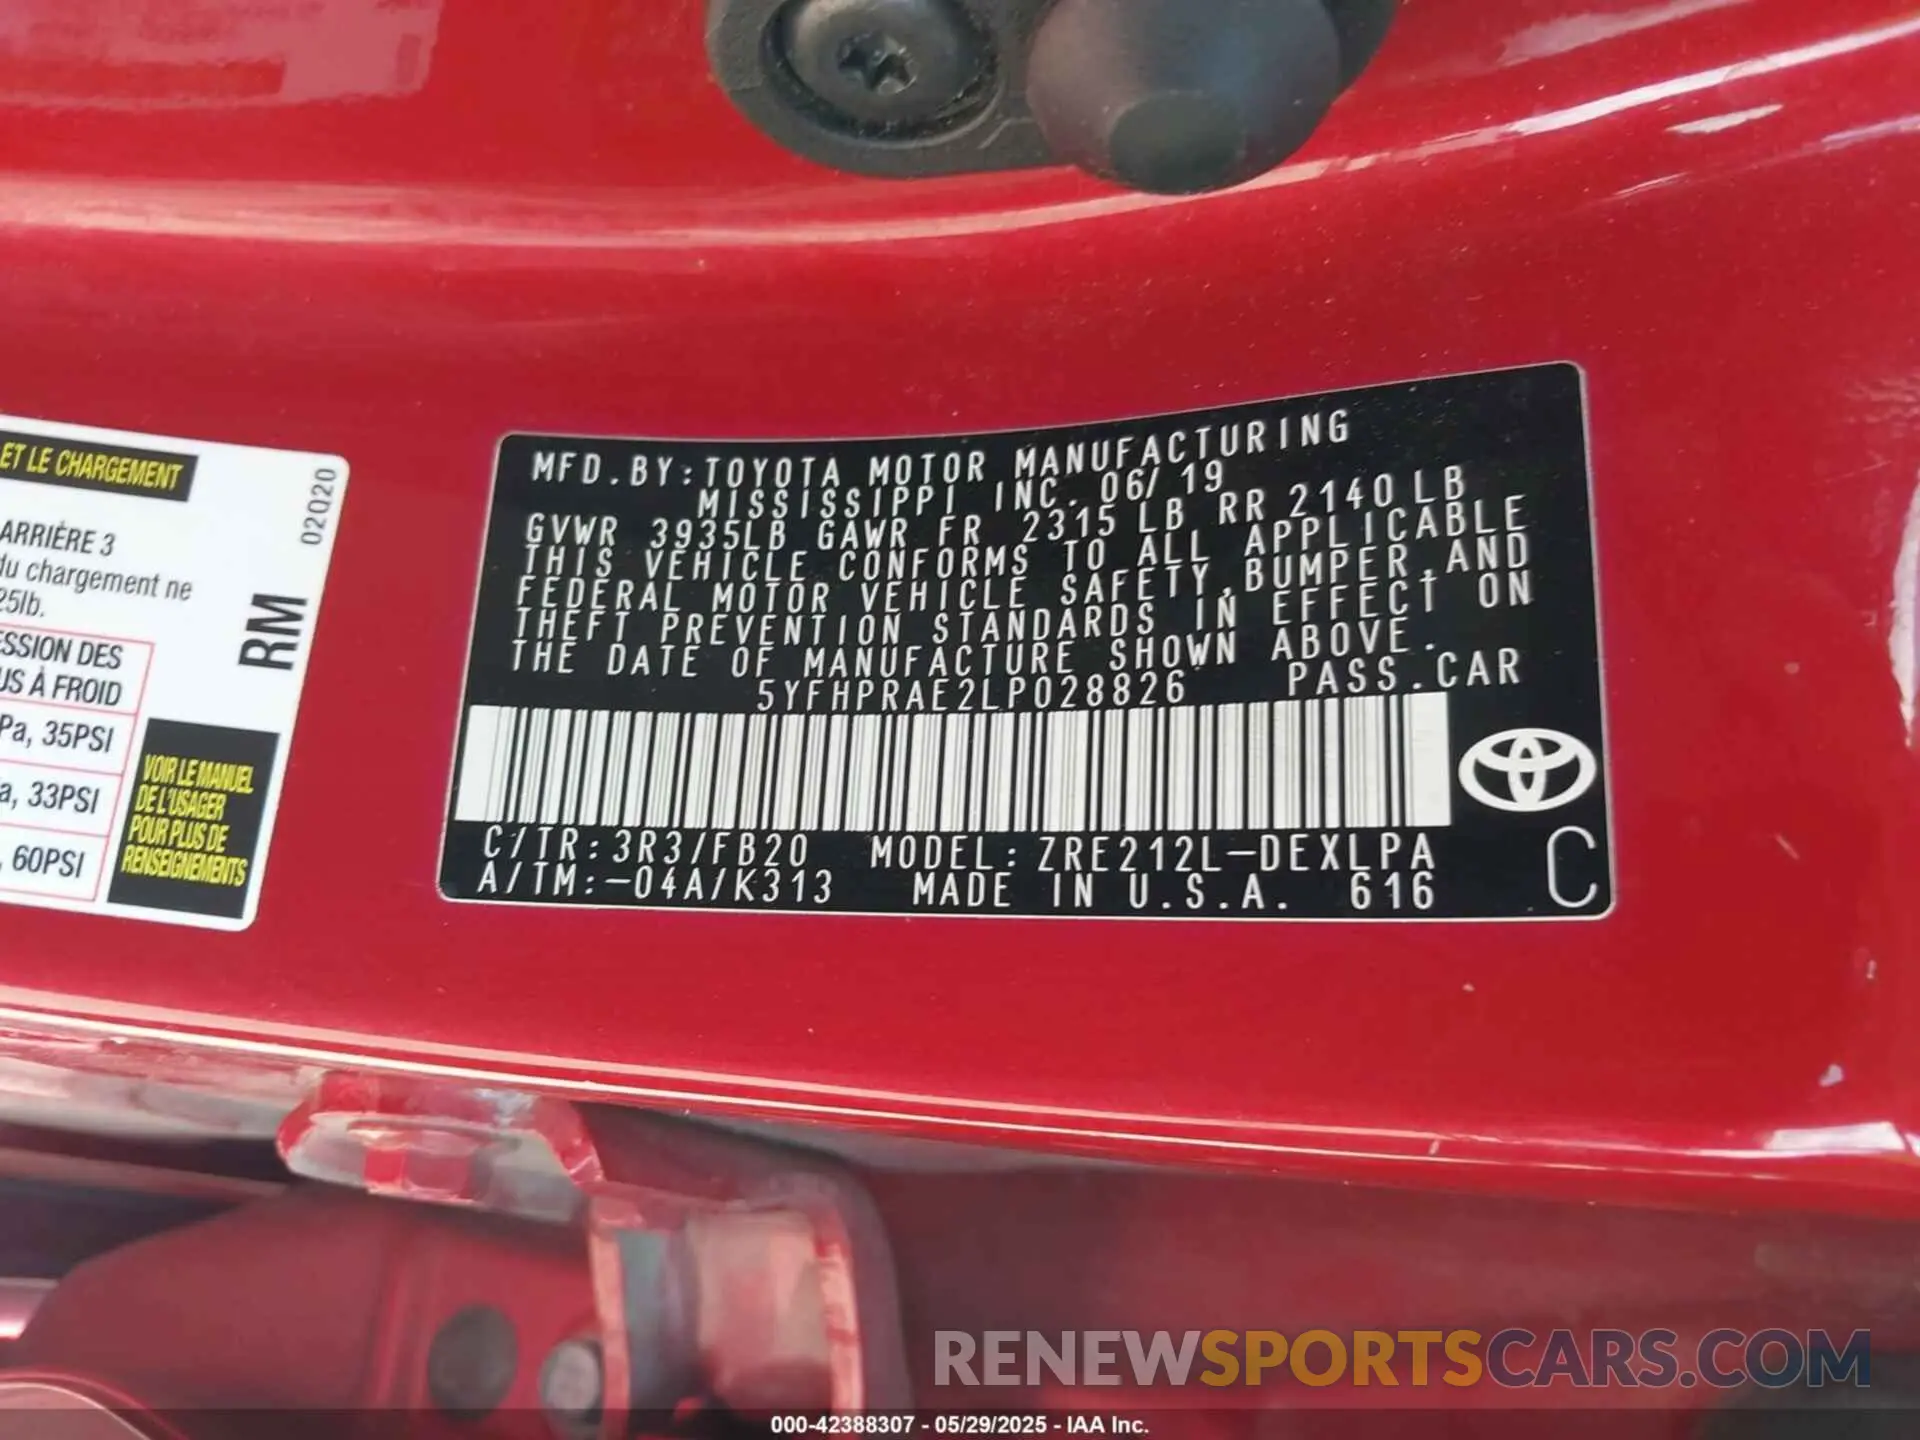 ET LE CHARGEMENT
02Q20
ARRIÈRE 3
du chargement ne
25lb.
RM
SSION DES
US À FROID
Pa, 35PSI
a, 33PSI
, 60PSI
VOIR LE MANUEL
DE L'USAGER
POUR PLUS DE
RENSEIGNEMENTS
MFD.BY:TOYOTA MOTOR MANUFACTURING
MISSISSIPPI INC. 06/19
GVWR 3935LB GAWR FR 2315LB RR 2140LB
THIS VEHICLE CONFORMS TO ALL APPLICABLE
FEDERAL MOTOR VEHICLE SAFETY,BUMPER,AND
THEFT PREVENTION STANDARDS IN EFFECT ON
THE DATE OF MANUFACTURE SHOWN ABOVE.
5YFHPRAE2LP028826 PASS.CAR
C/TR:3R3/FB20 MODEL:ZRE212L-DEXLPA
A/TM:-04A/K313 MADE IN U.S.A. 616
C
RENEWSPORTSCARS.COM
000-42388307 - 05/29/2025 - IAA Inc.